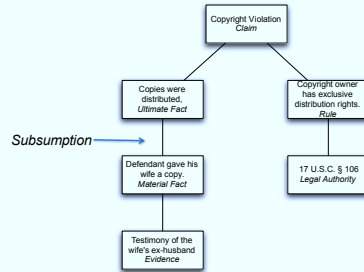 Copyright Violation
Claim
Copies were
distributed,
Ultimate Fact
Copyright owner
has exclusive
distribution rights.
Rule
Subsumption
Defendant gave his
wife a copy.
Material Fact
17 U.S.C. § 106
Legal Authority
Testimony of the
wife's ex-husband
Evidence